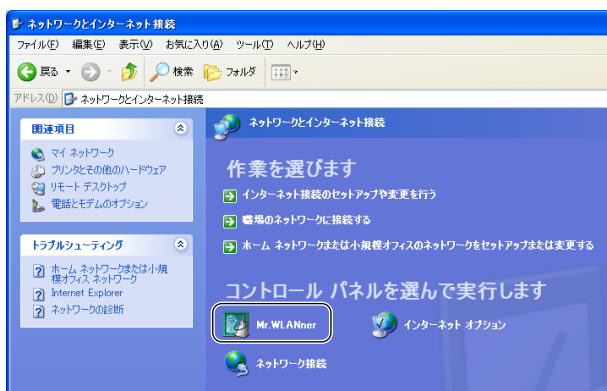 ネットワークとインターネット接続
ファイル(F) 編集(E) 表示(V) お気に入り(A) ツール(T) ヘルプ(H)
戻る 検索 フォルダ
アドレス(D) ネットワークとインターネット接続
関連項目
マイ ネットワーク
プリンタとその他のハードウェア
リモート デスクトップ
電話とモデムのオプション
トラブルシューティング
ホーム ネットワークまたは小規
模オフィス ネットワーク
Internet Explorer
ネットワークの診断
ネットワークとインターネット接続
作業を選びます
インターネット接続のセットアップや変更を行う
職場のネットワークに接続する
ホーム ネットワークまたは小規模オフィスのネットワークをセットアップまたは変更する
コントロール パネルを選んで実行します
Mr.WLANner インターネット オプション
ネットワーク接続